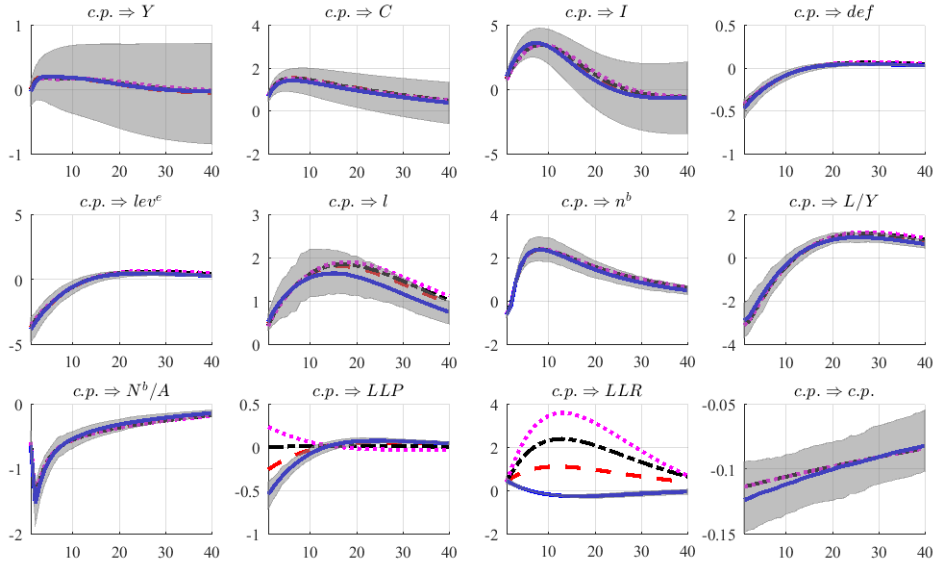 c.p. ⇒ Y
c.p. ⇒ C
c.p. ⇒ I
c.p. ⇒ def
1
0
-1
10 20 30 40
4
2
0
-2
10 20 30 40
5
0
-5
10 20 30 40
0.5
0
-0.5
-1
10 20 30 40
c.p. ⇒ lev^e
c.p. ⇒ l
c.p. ⇒ n^b
c.p. ⇒ L/Y
5
0
-5
10 20 30 40
3
2
1
0
10 20 30 40
4
2
0
-2
10 20 30 40
2
0
-2
-4
10 20 30 40
c.p. ⇒ N^b/A
c.p. ⇒ LLP
c.p. ⇒ LLR
c.p. ⇒ c.p.
0
-1
-2
10 20 30 40
0.5
0
-0.5
-1
10 20 30 40
4
2
0
-2
10 20 30 40
-0.05
-0.1
-0.15
10 20 30 40